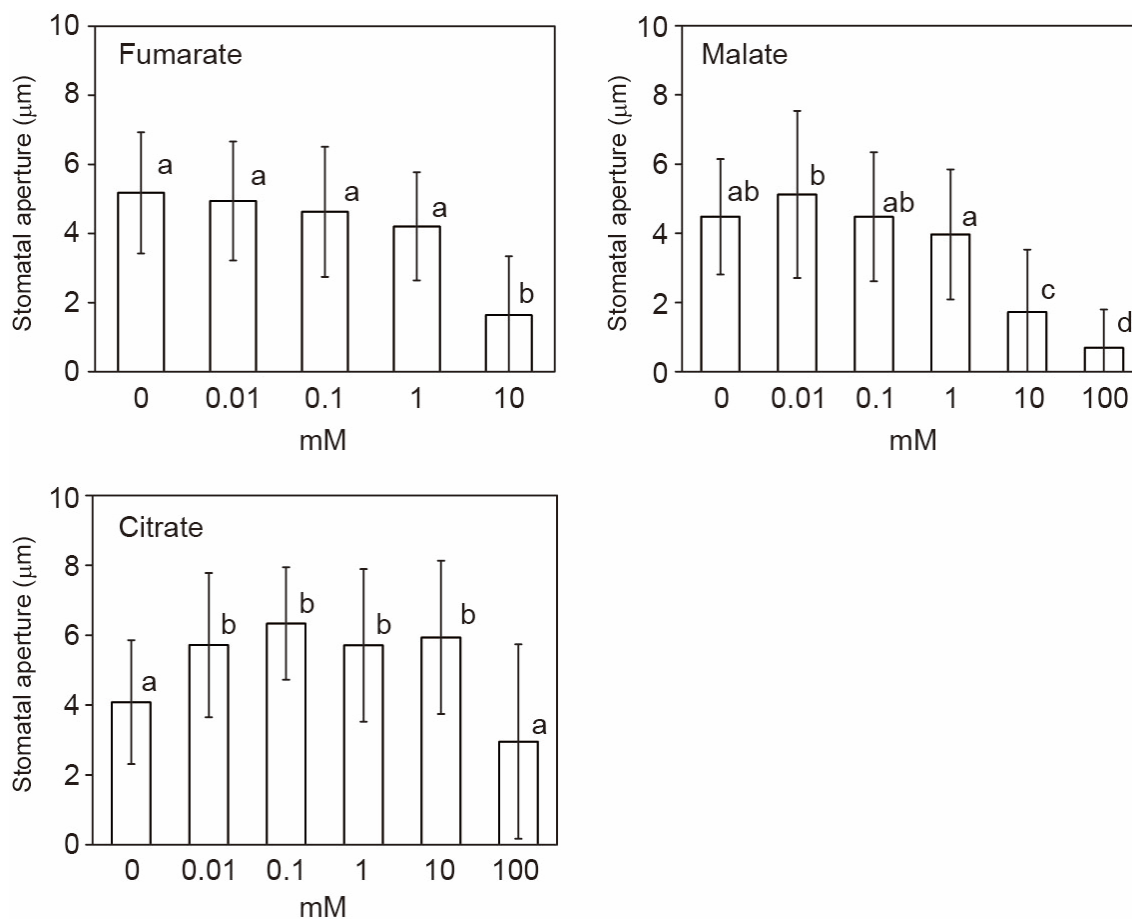 Fumarate
Stomatal aperture (μm)
10
8
6
4
2
0
a
a
a
a
b
0 0.01 0.1 1 10
mM
Malate
Stomatal aperture (μm)
10
8
6
4
2
0
ab
b
ab
a
c
d
0 0.01 0.1 1 10 100
mM
Citrate
Stomatal aperture (μm)
10
8
6
4
2
0
a
b
b
b
b
a
0 0.01 0.1 1 10 100
mM